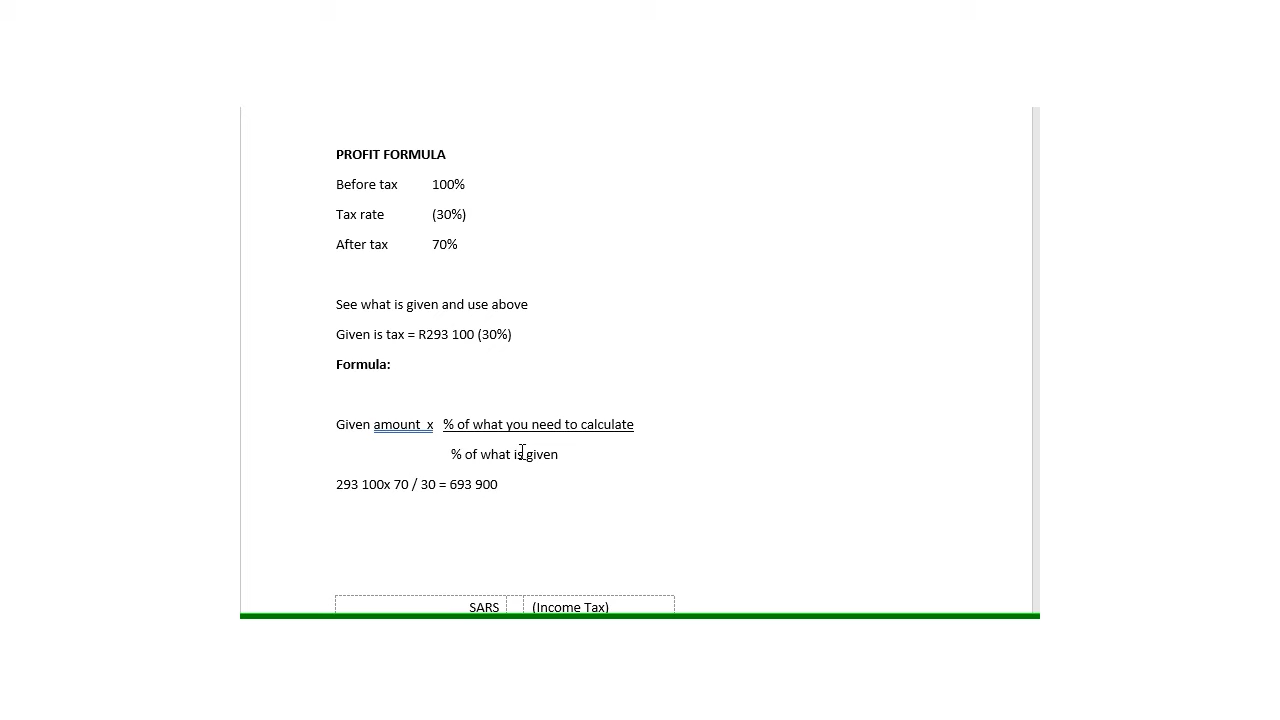 PROFIT FORMULA
Before tax 100%
Tax rate (30%)
After tax 70%
See what is given and use above
Given is tax = R293 100 (30%)
Formula:
Given amount x % of what you need to calculate
% of what is given
293 100x 70 / 30 = 693 900
SARS (Income Tax)